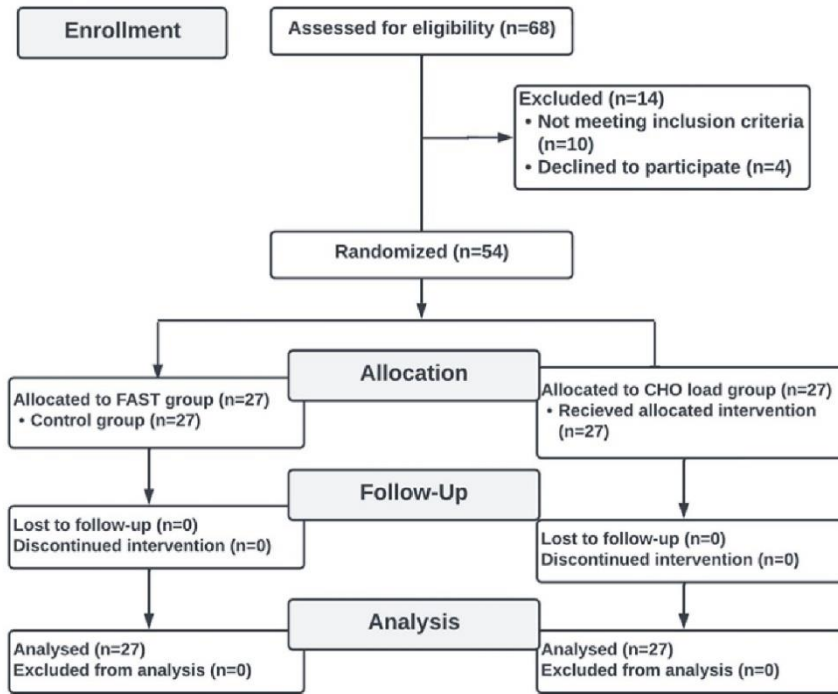 Enrollment
Assessed for eligibility (n=68)
Excluded (n=14)
• Not meeting inclusion criteria
(n=10)
• Declined to participate (n=4)
Randomized (n=54)
Allocation
Allocated to FAST group (n=27)
• Control group (n=27)
Allocated to CHO load group (n=27)
• Recieved allocated intervention
(n=27)
Follow-Up
Lost to follow-up (n=0)
Discontinued intervention (n=0)
Lost to follow-up (n=0)
Discontinued intervention (n=0)
Analysis
Analysed (n=27)
Excluded from analysis (n=0)
Analysed (n=27)
Excluded from analysis (n=0)